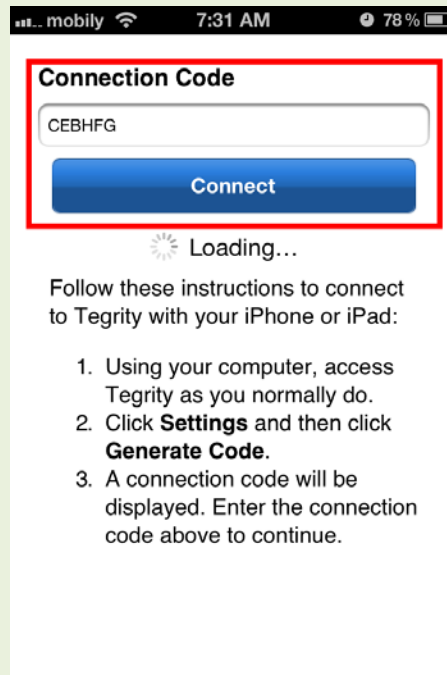 mobily 7:31 AM 78%
Connection Code
CEBHFG
Connect
Loading...
Follow these instructions to connect
to Tegrity with your iPhone or iPad:
1. Using your computer, access
Tegrity as you normally do.
2. Click Settings and then click
Generate Code.
3. A connection code will be
displayed. Enter the connection
code above to continue.